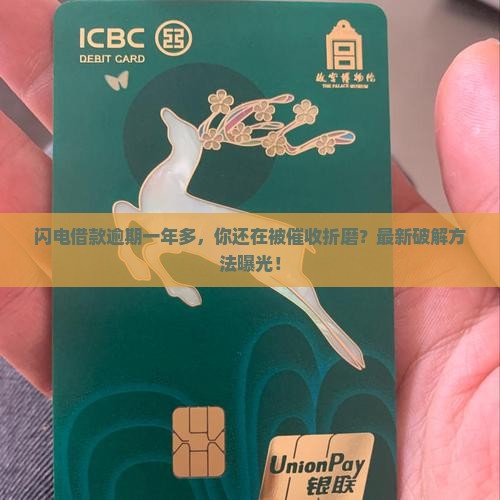 ICBC
DEBIT CARD
故宫博物院
THE PALACE MUSEUM
闪电借款逾期一年多，你还在被催收折磨？最新破解方
法曝光！
UnionPay
银联